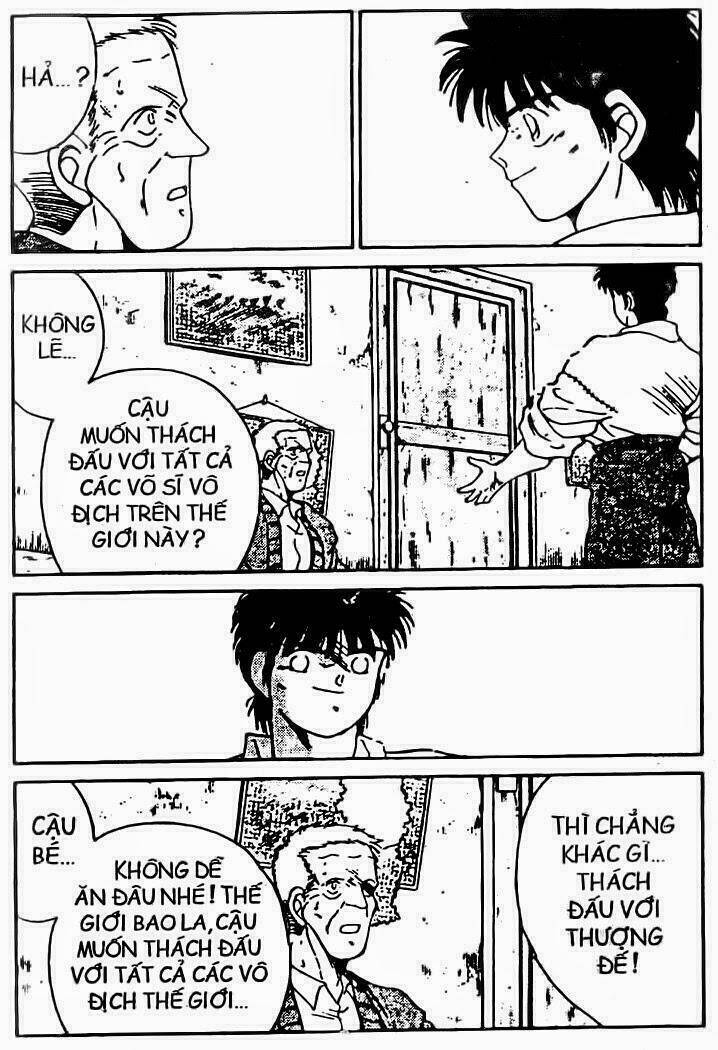 HẢ...?
KHÔNG
LẼ...
CẬU
MUỐN THÁCH
ĐẤU VỚI TẤT CẢ
CÁC VÕ SĨ VÔ
ĐỊCH TRÊN THẾ
GIỚI NÀY?
CẬU
BÉ...
KHÔNG DỄ
ĂN ĐÂU NHÉ! THẾ
GIỚI BAO LA, CẬU
MUỐN THÁCH ĐẤU
VỚI TẤT CẢ CÁC VÔ
ĐỊCH THẾ GIỚI...
THÌ CHẲNG
KHÁC GÌ...
THÁCH
ĐẤU VỚI
THƯỢNG
ĐẾ!